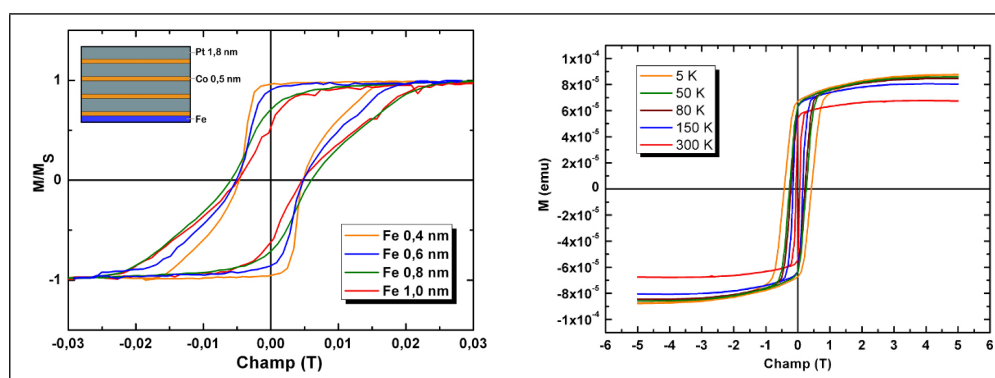 Pt 1,8 nm
Co 0,5 nm
Fe
M/M_S
1
0
-1
Fe 0,4 nm
Fe 0,6 nm
Fe 0,8 nm
Fe 1,0 nm
-0,03 -0,02 -0,01 0,00 0,01 0,02 0,03
Champ (T)
M (emu)
1x10⁻⁴
8x10⁻⁵
6x10⁻⁵
4x10⁻⁵
2x10⁻⁵
0
-2x10⁻⁵
-4x10⁻⁵
-6x10⁻⁵
-8x10⁻⁵
-1x10⁻⁴
5 K
50 K
80 K
150 K
300 K
-6 -5 -4 -3 -2 -1 0 1 2 3 4 5 6
Champ (T)